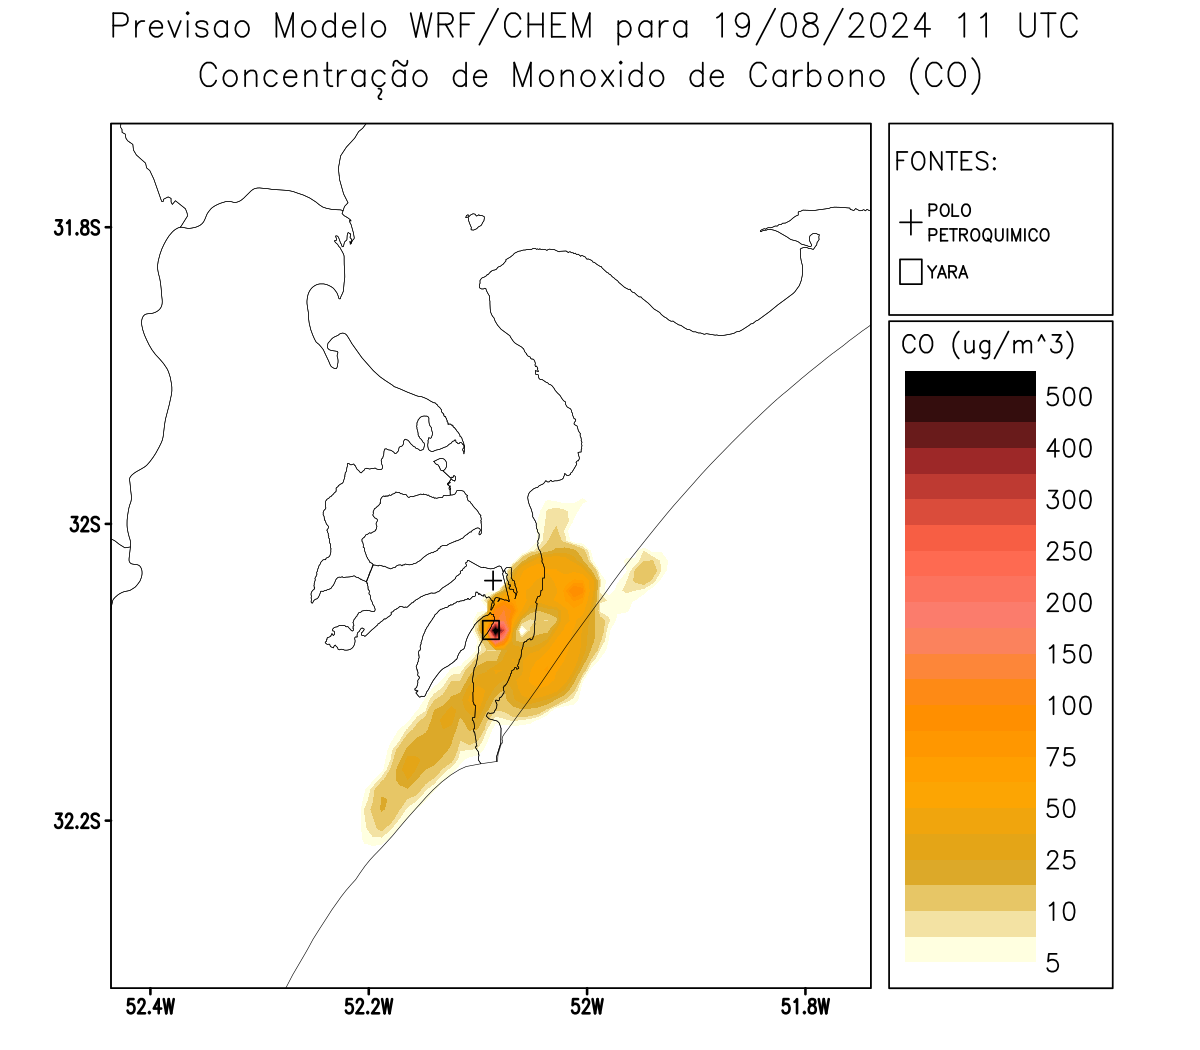 Previsao Modelo WRF/CHEM para 19/08/2024 11 UTC
Concentração de Monoxido de Carbono (CO)
FONTES:
POLO
PETROQUIMICO
YARA
31.8S
32S
32.2S
52.4W
52.2W
52W
51.8W
CO (ug/m^3)
500
400
300
250
200
150
100
75
50
25
10
5